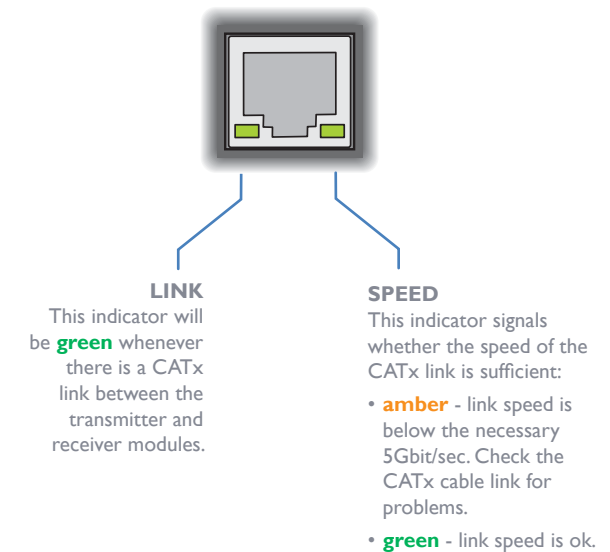 LINK
This indicator will
be green whenever
there is a CATx
link between the
transmitter and
receiver modules.
SPEED
This indicator signals
whether the speed of the
CATx link is sufficient:
• amber - link speed is
below the necessary
5Gbit/sec. Check the
CATx cable link for
problems.
• green - link speed is ok.